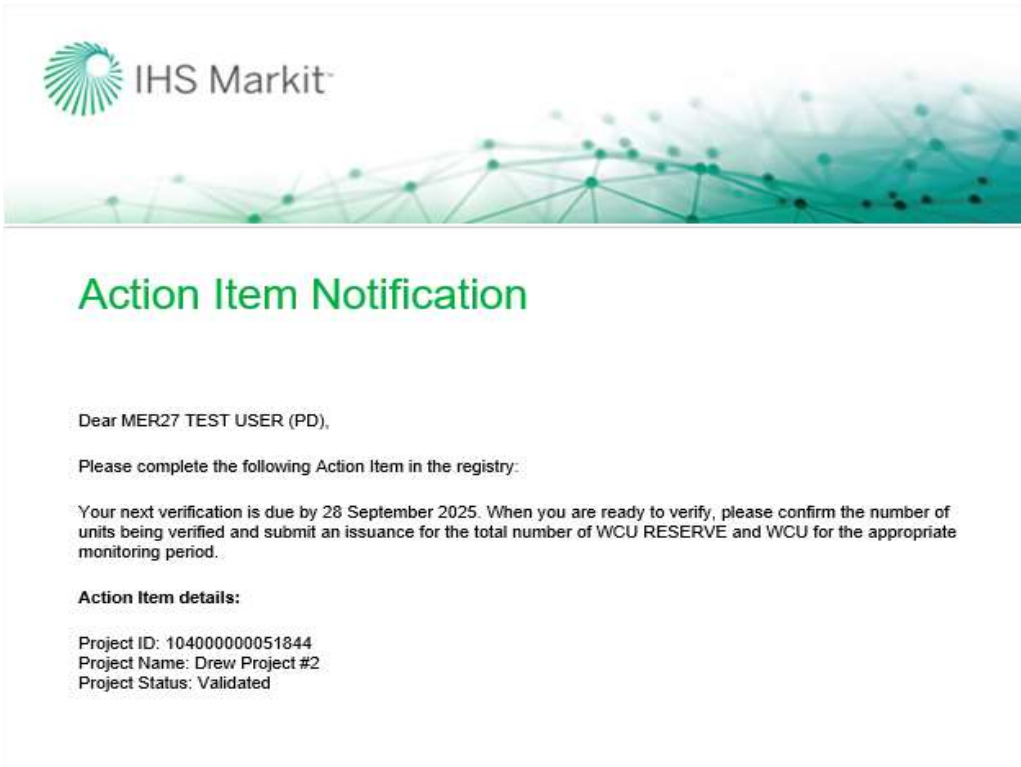 IHS Markit™
Action Item Notification
Dear MER27 TEST USER (PD),
Please complete the following Action Item in the registry:
Your next verification is due by 28 September 2025. When you are ready to verify, please confirm the number of
units being verified and submit an issuance for the total number of WCU RESERVE and WCU for the appropriate
monitoring period.
Action Item details:
Project ID: 104000000051844
Project Name: Drew Project #2
Project Status: Validated